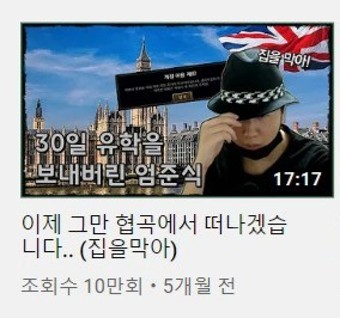 집을막아!
30일 유학을
보내버린 엄준식
17:17
이제 그만 협곡에서 떠나겠습
니다.. (집을막아)
조회수 10만회 • 5개월 전